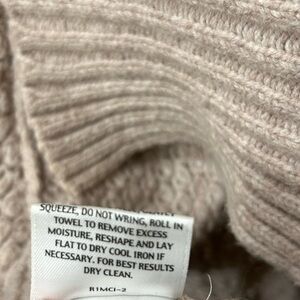 SQUEEZE, DO NOT WRING, ROLL IN
TOWEL TO REMOVE EXCESS
MOISTURE, RESHAPE AND LAY
FLAT TO DRY COOL IRON IF
NECESSARY. FOR BEST RESULTS
DRY CLEAN.
R1MCI-2